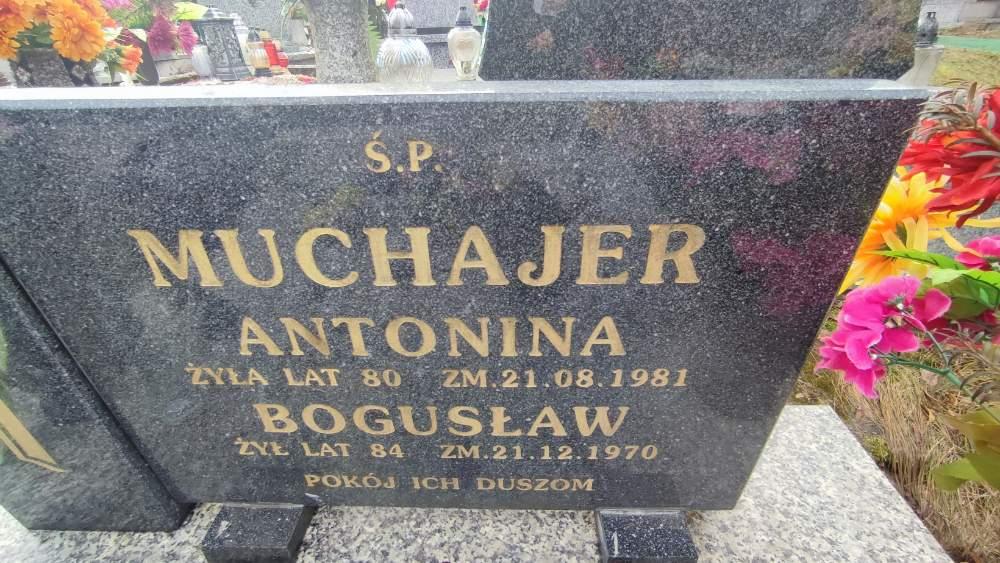 Ś.P.
MUCHAJER
ANTONINA
ŻYŁA LAT 80 ZM.21.08.1981
BOGUSŁAW
ŻYŁ LAT 84 ZM.21.12.1970
POKÓJ ICH DUSZOM